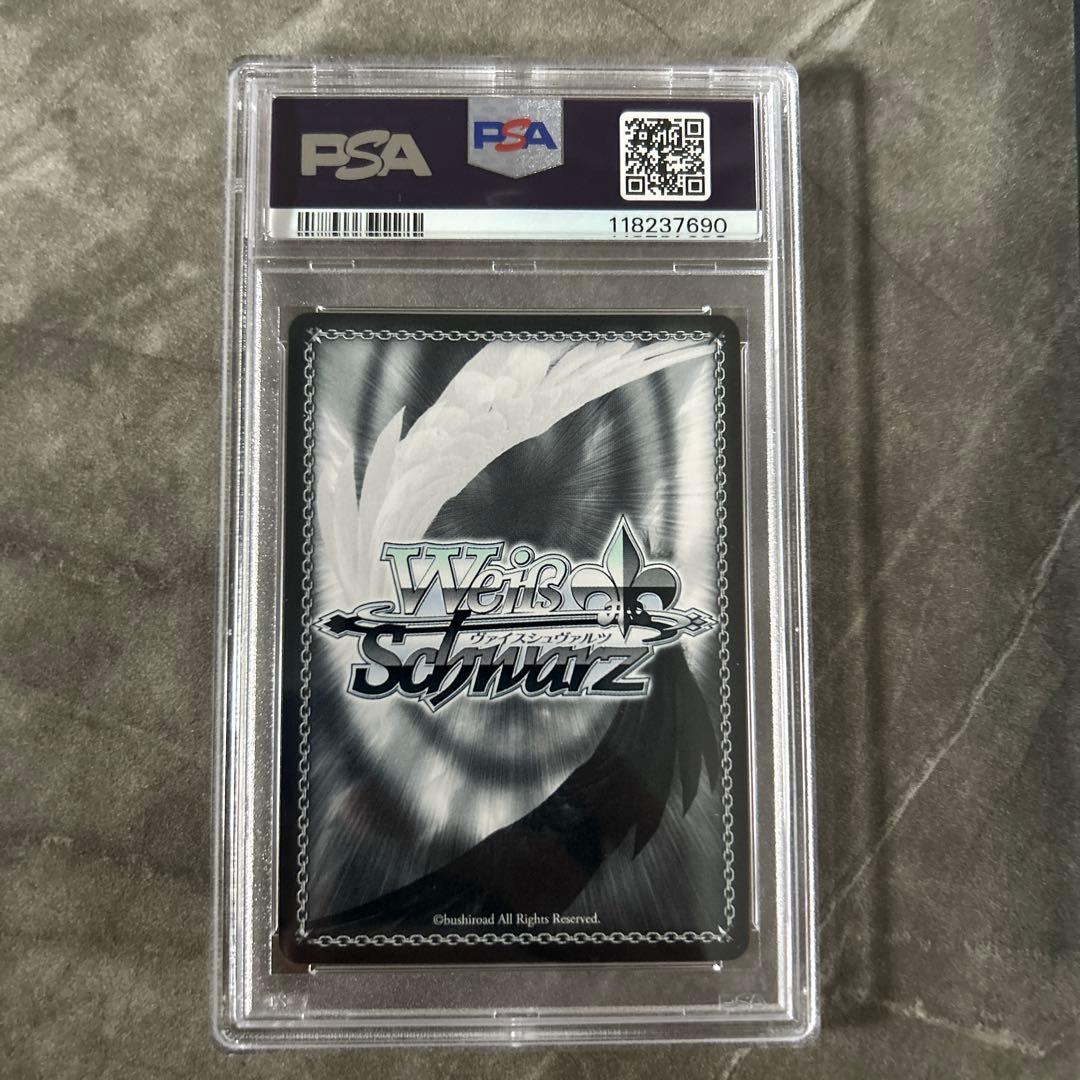 PSA
PSA
118237690
Weiß
ヴァイスシュヴァルツ
Schwarz
©bushiroad All Rights Reserved.
PSA